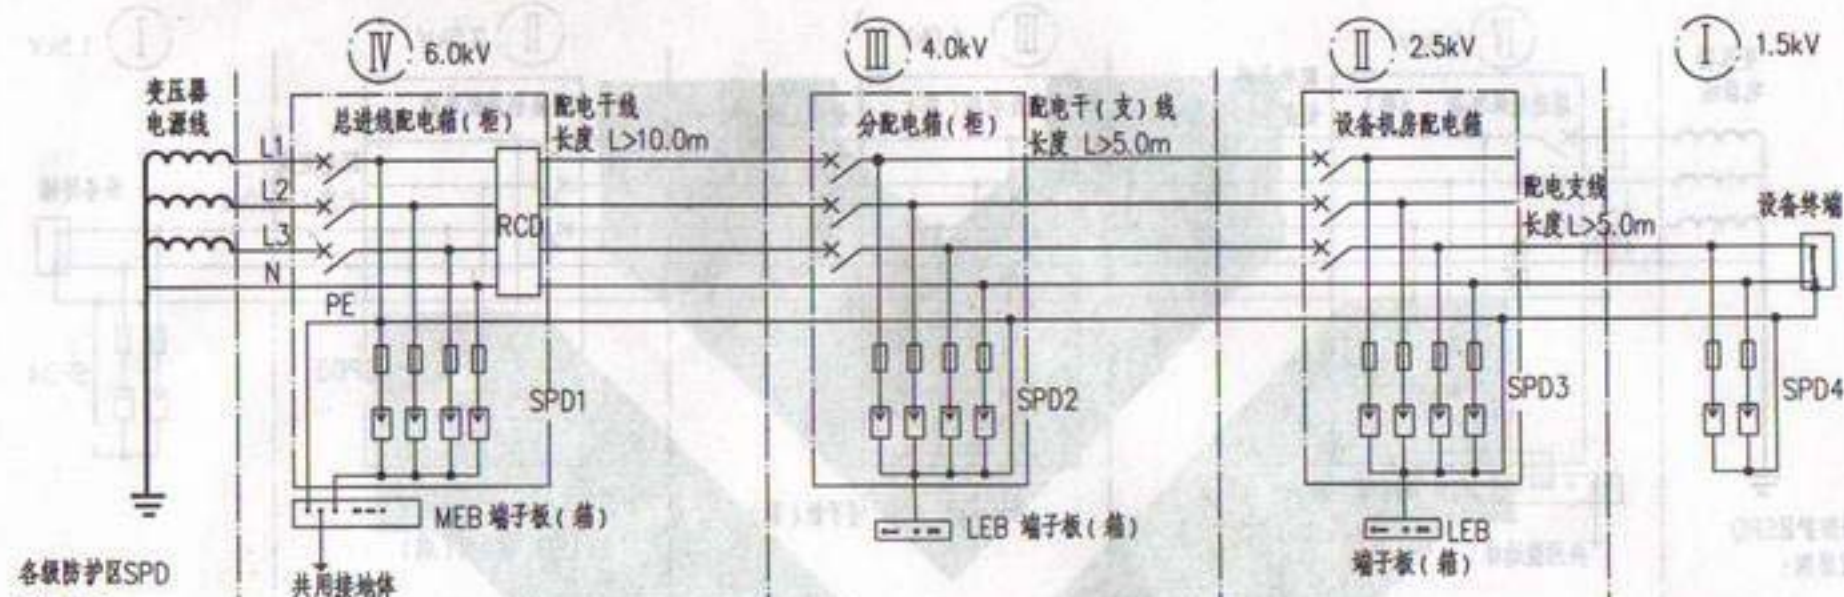 Ⅳ 6.0kV
Ⅲ 4.0kV
Ⅱ 2.5kV
Ⅰ 1.5kV
变压器
电源线
总进线配电箱(柜)
配电干线
长度 L>10.0m
分配电箱(柜)
配电干(支)线
长度 L>5.0m
设备机房配电箱
配电支线
长度L>5.0m
设备终端
L1
L2
L3
N
PE
RCD
SPD1
SPD2
SPD3
SPD4
MEB 端子板(箱)
LEB 端子板(箱)
LEB
端子板(箱)
各级防护区SPD
共用接地体